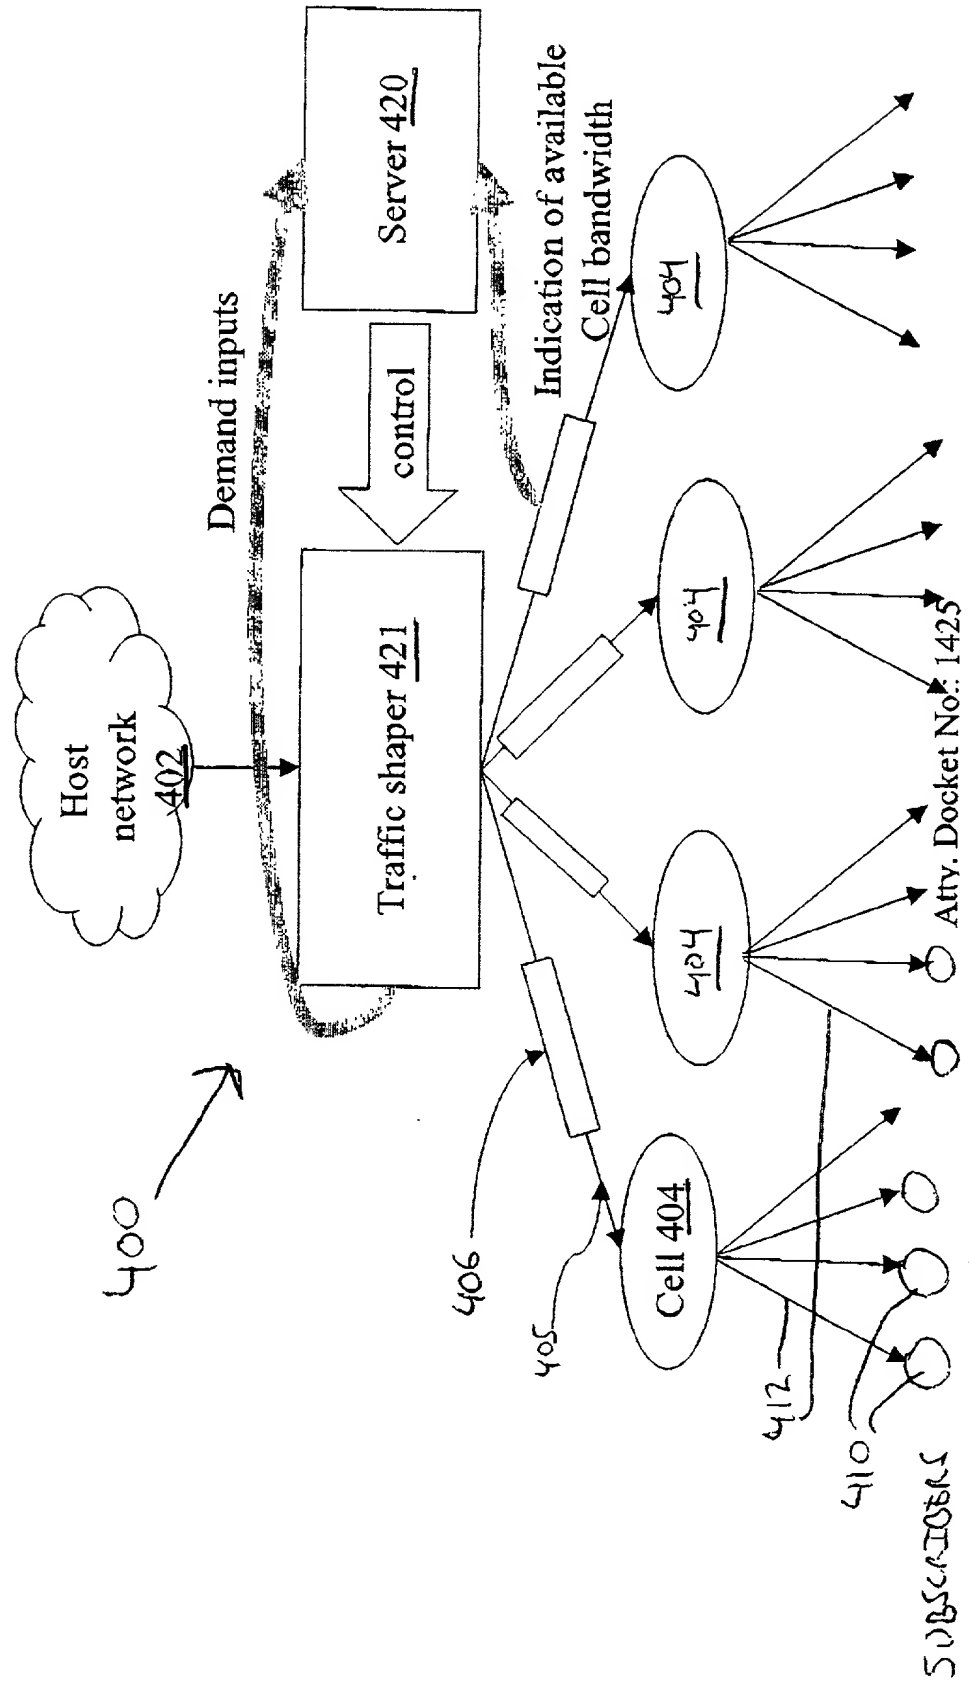 400
Host
network
402
Demand inputs
Server 420
control
Traffic shaper 421
Indication of available
Cell bandwidth
406
405
Cell 404
404
404
404
412
410
SUBSCRIBERS
Atty. Docket No.: 1425